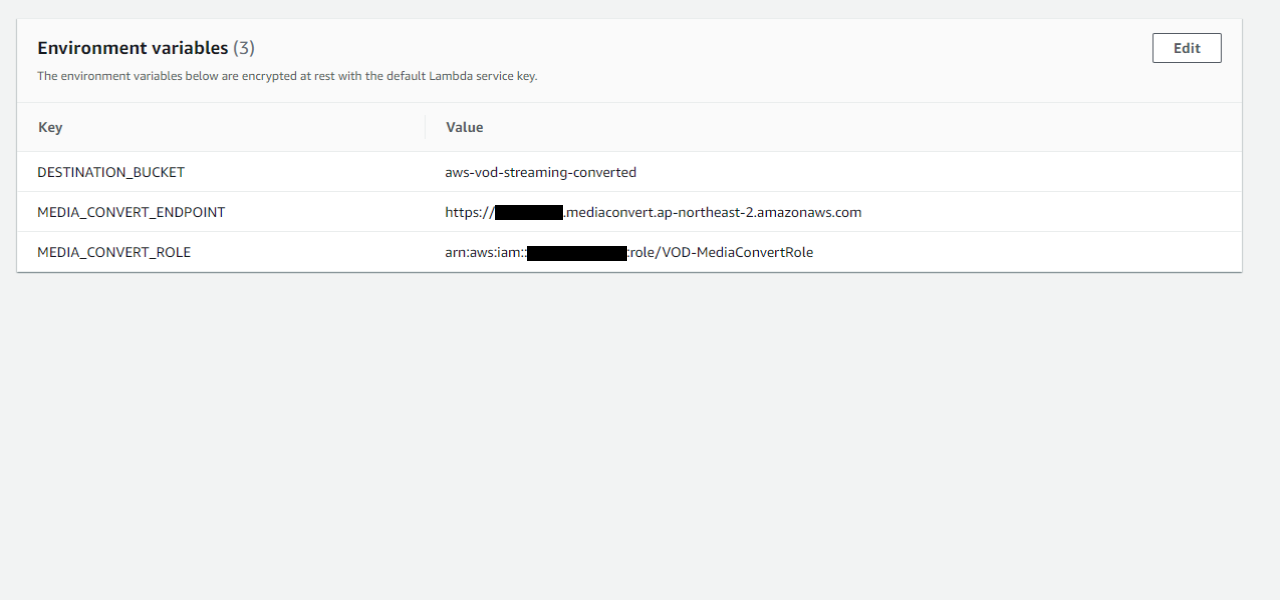 Environment variables (3)
Edit
The environment variables below are encrypted at rest with the default Lambda service key.
Key Value
DESTINATION_BUCKET aws-vod-streaming-converted
MEDIA_CONVERT_ENDPOINT https:// .mediaconvert.ap-northeast-2.amazonaws.com
MEDIA_CONVERT_ROLE arn:aws:iam:: :role/VOD-MediaConvertRole